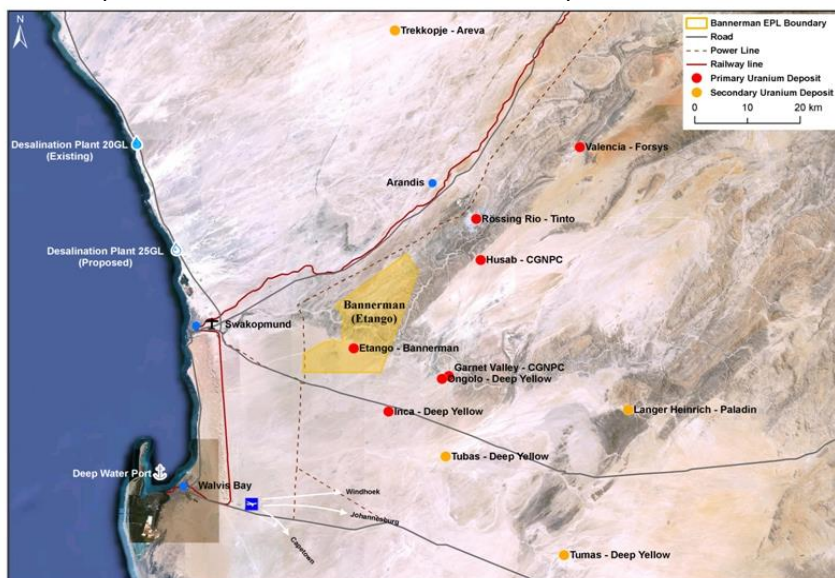 N
Trekkopje - Areva
Bannerman EPL Boundary
Road
Power Line
Railway line
Primary Uranium Deposit
Secondary Uranium Deposit
0 10 20 km
Desalination Plant 20GL
(Existing)
Valencia - Forsys
Arandis
Rössing Rio - Tinto
Desalination Plant 25GL
(Proposed)
Husab - CGNPC
Bannerman
(Etango)
Swakopmund
Etango - Bannerman
Garnet Valley - CGNPC
Ongolo - Deep Yellow
Inca - Deep Yellow
Langer Heinrich - Paladin
Tubas - Deep Yellow
Deep Water Port
Walvis Bay
Windhoek
Johannesburg
Capetown
Tumas - Deep Yellow